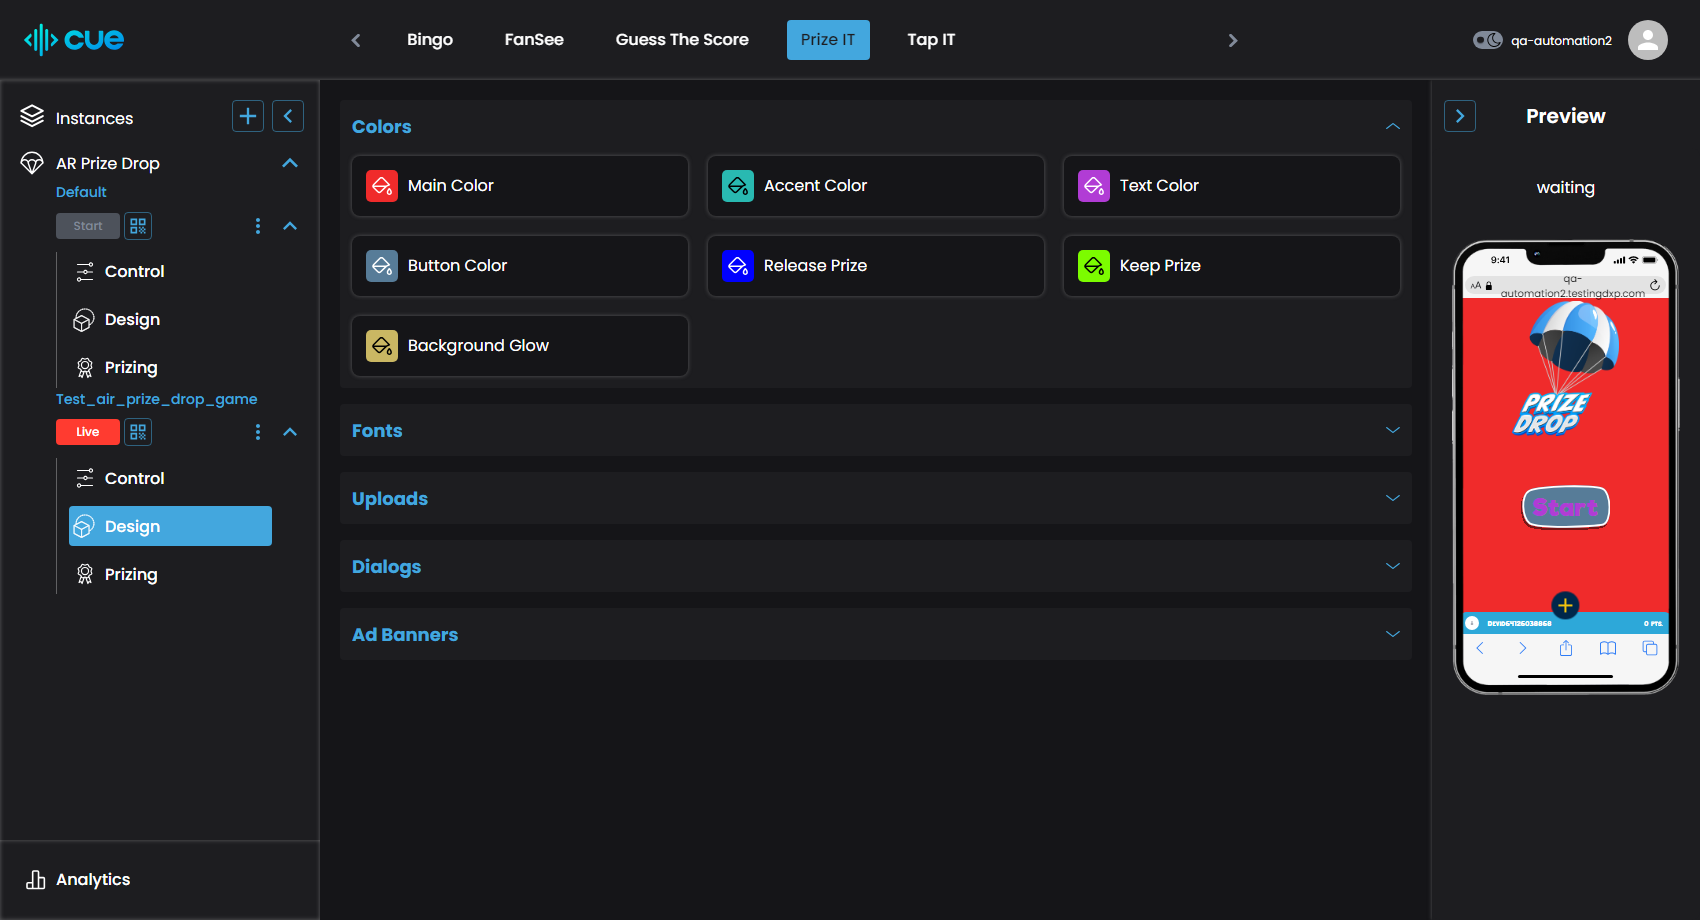 cue
Bingo
FanSee
Guess The Score
Prize IT
Tap IT
qa-automation2
Instances
AR Prize Drop
Default
Start
Control
Design
Prizing
Test_air_prize_drop_game
Live
Control
Design
Prizing
Analytics
Colors
Main Color
Accent Color
Text Color
Button Color
Release Prize
Keep Prize
Background Glow
Fonts
Uploads
Dialogs
Ad Banners
Preview
waiting
9:41
AA
qa-
automation2.testingdxp.com
PRIZE
DROP
Start
0 PTS.